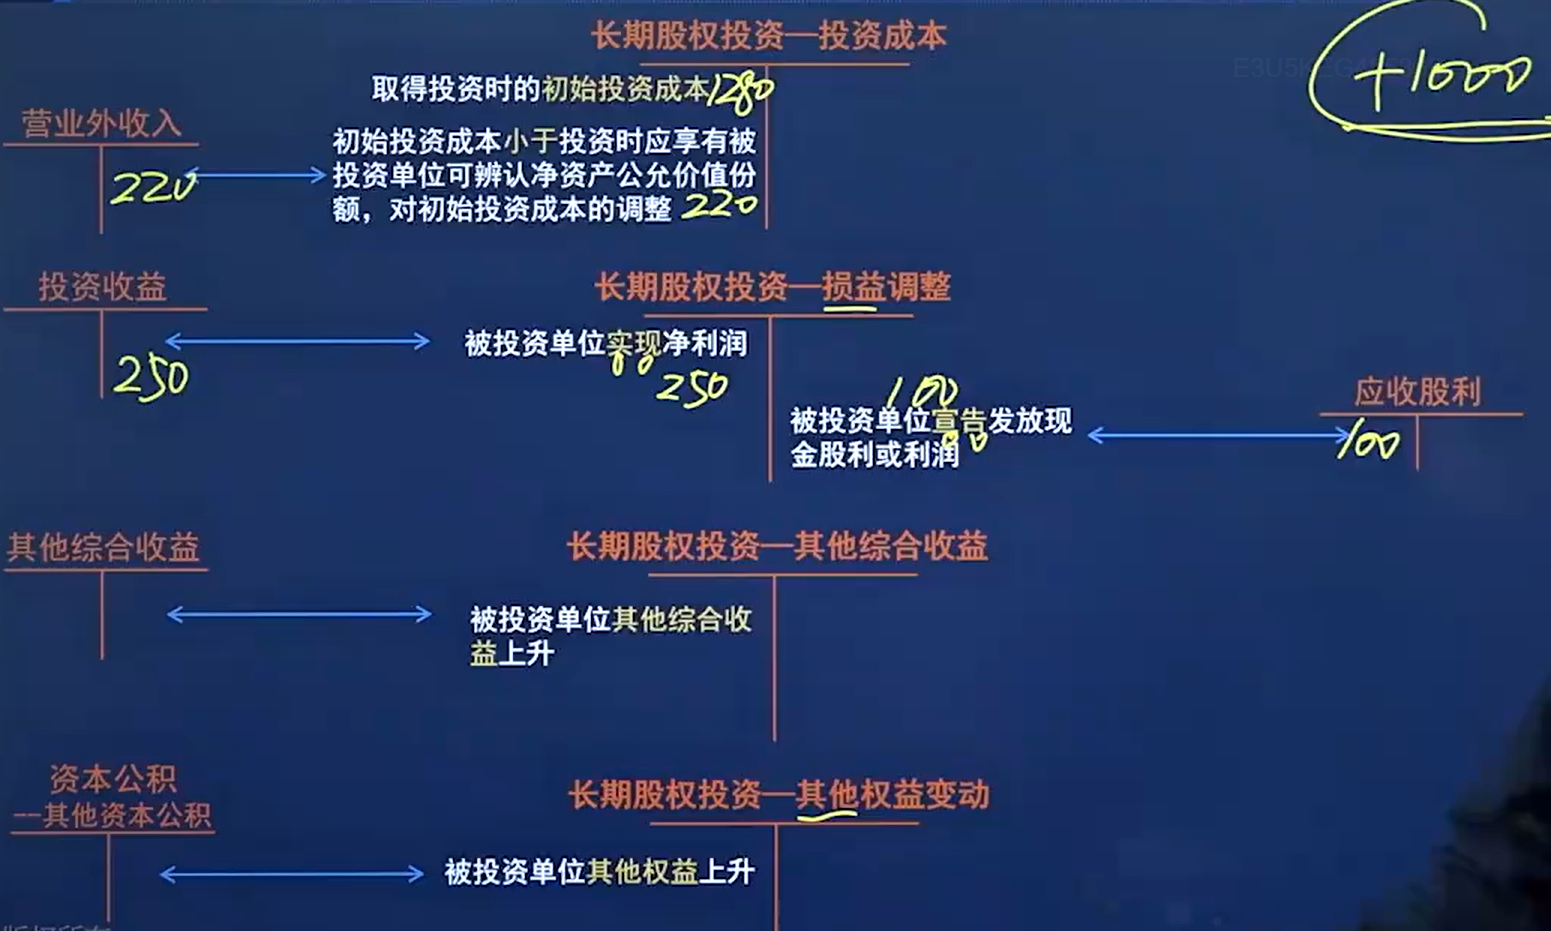 长期股权投资—投资成本
+1000
取得投资时的初始投资成本 1280
营业外收入
初始投资成本小于投资时应享有被
投资单位可辨认净资产公允价值份
额，对初始投资成本的调整 220
220
投资收益
长期股权投资—损益调整
被投资单位实现净利润
250
250
100
应收股利
被投资单位宣告发放现
金股利或利润
100
其他综合收益
长期股权投资—其他综合收益
被投资单位其他综合收
益上升
资本公积
--其他资本公积
长期股权投资—其他权益变动
被投资单位其他权益上升